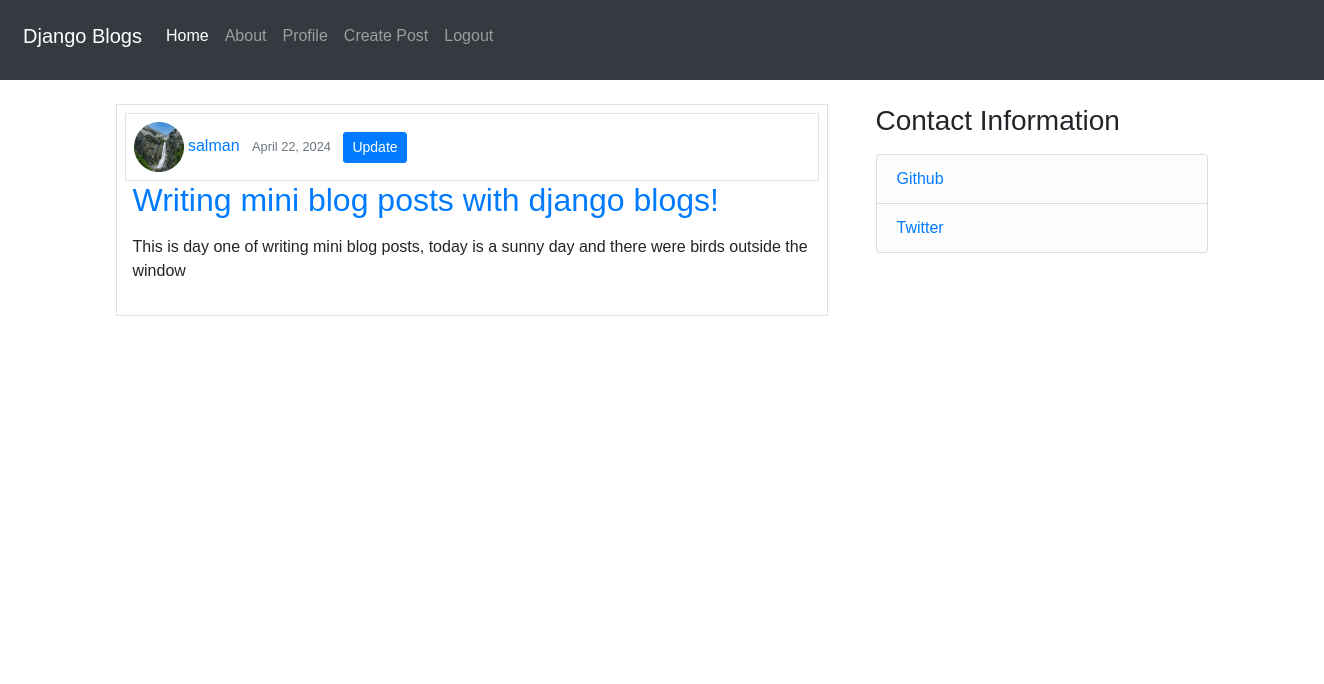 Django Blogs Home About Profile Create Post Logout
salman April 22, 2024 Update
Writing mini blog posts with django blogs!
This is day one of writing mini blog posts, today is a sunny day and there were birds outside the
window
Contact Information
Github
Twitter